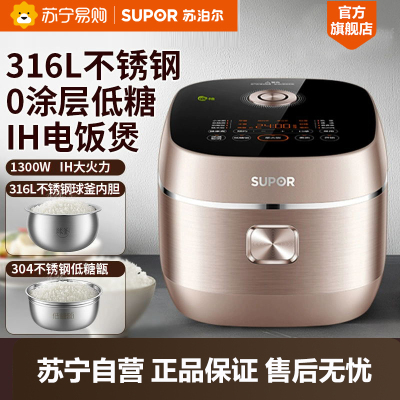 苏宁易购 SUPOR 苏泊尔
官方
旗舰店
316L不锈钢
0涂层低糖
IH电饭煲
1300W IH大火力
316L不锈钢球釜内胆
304不锈钢低糖甑
24:00
SUPOR
苏宁自营 正品保证 售后无忧